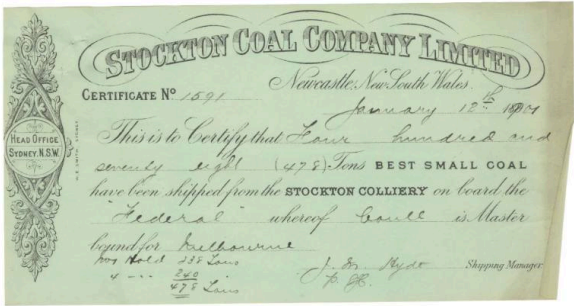 STOCKTON COAL COMPANY LIMITED
Newcastle, New South Wales
CERTIFICATE Nº 1591
January 12th 1901
HEAD OFFICE
SYDNEY. N.S.W.
This is to Certify that Four hundred and
seventy eight (478) Tons BEST SMALL COAL
have been shipped from the STOCKTON COLLIERY on board the
"Federal" whereof Coull is Master
bound for Melbourne
Hold 238 Tons
240
478 Tons
J. M. Hyde Shipping Manager